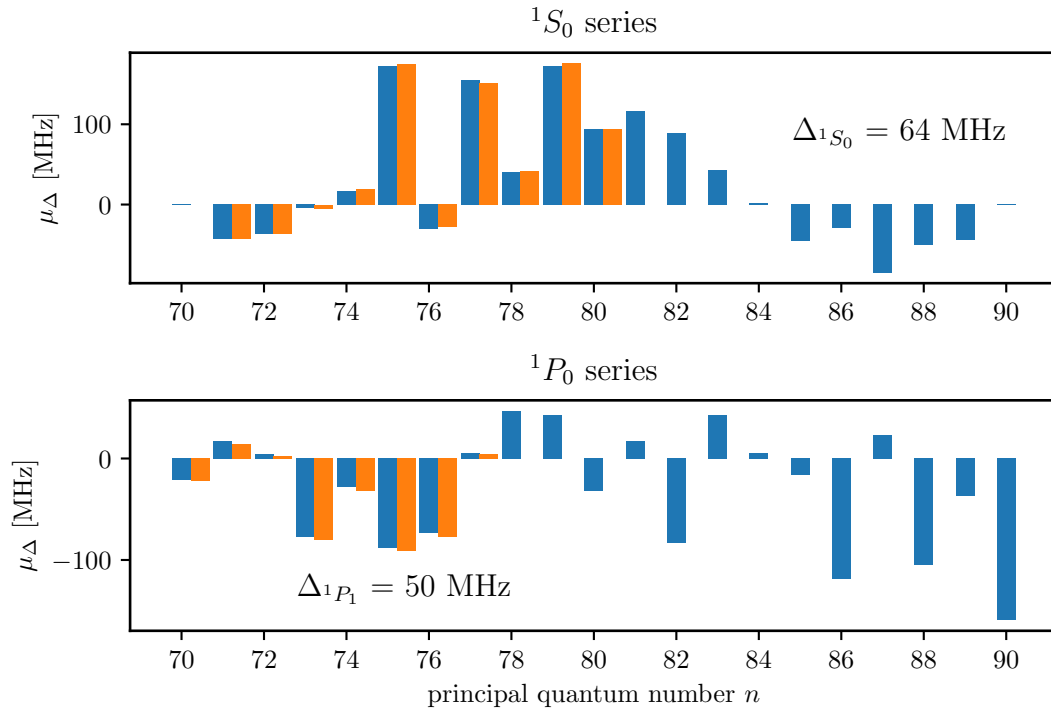 ¹S₀ series
μ_Δ [MHz]
100
0
Δ_¹S₀ = 64 MHz
70 72 74 76 78 80 82 84 86 88 90
¹P₀ series
μ_Δ [MHz]
0
−100
Δ_¹P₁ = 50 MHz
70 72 74 76 78 80 82 84 86 88 90
principal quantum number n